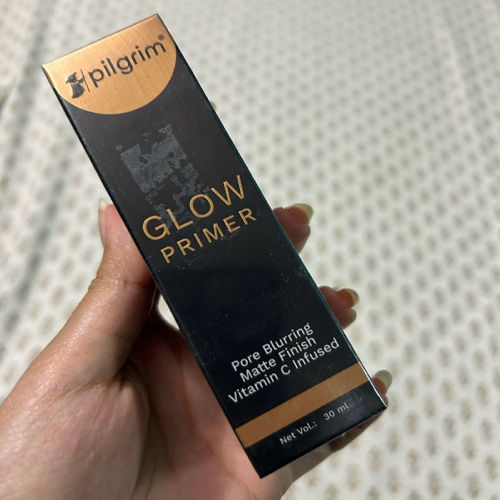 pilgrim®
GLOW
PRIMER
Pore Blurring
Matte Finish
Vitamin C Infused
Net Vol.: 30 ml